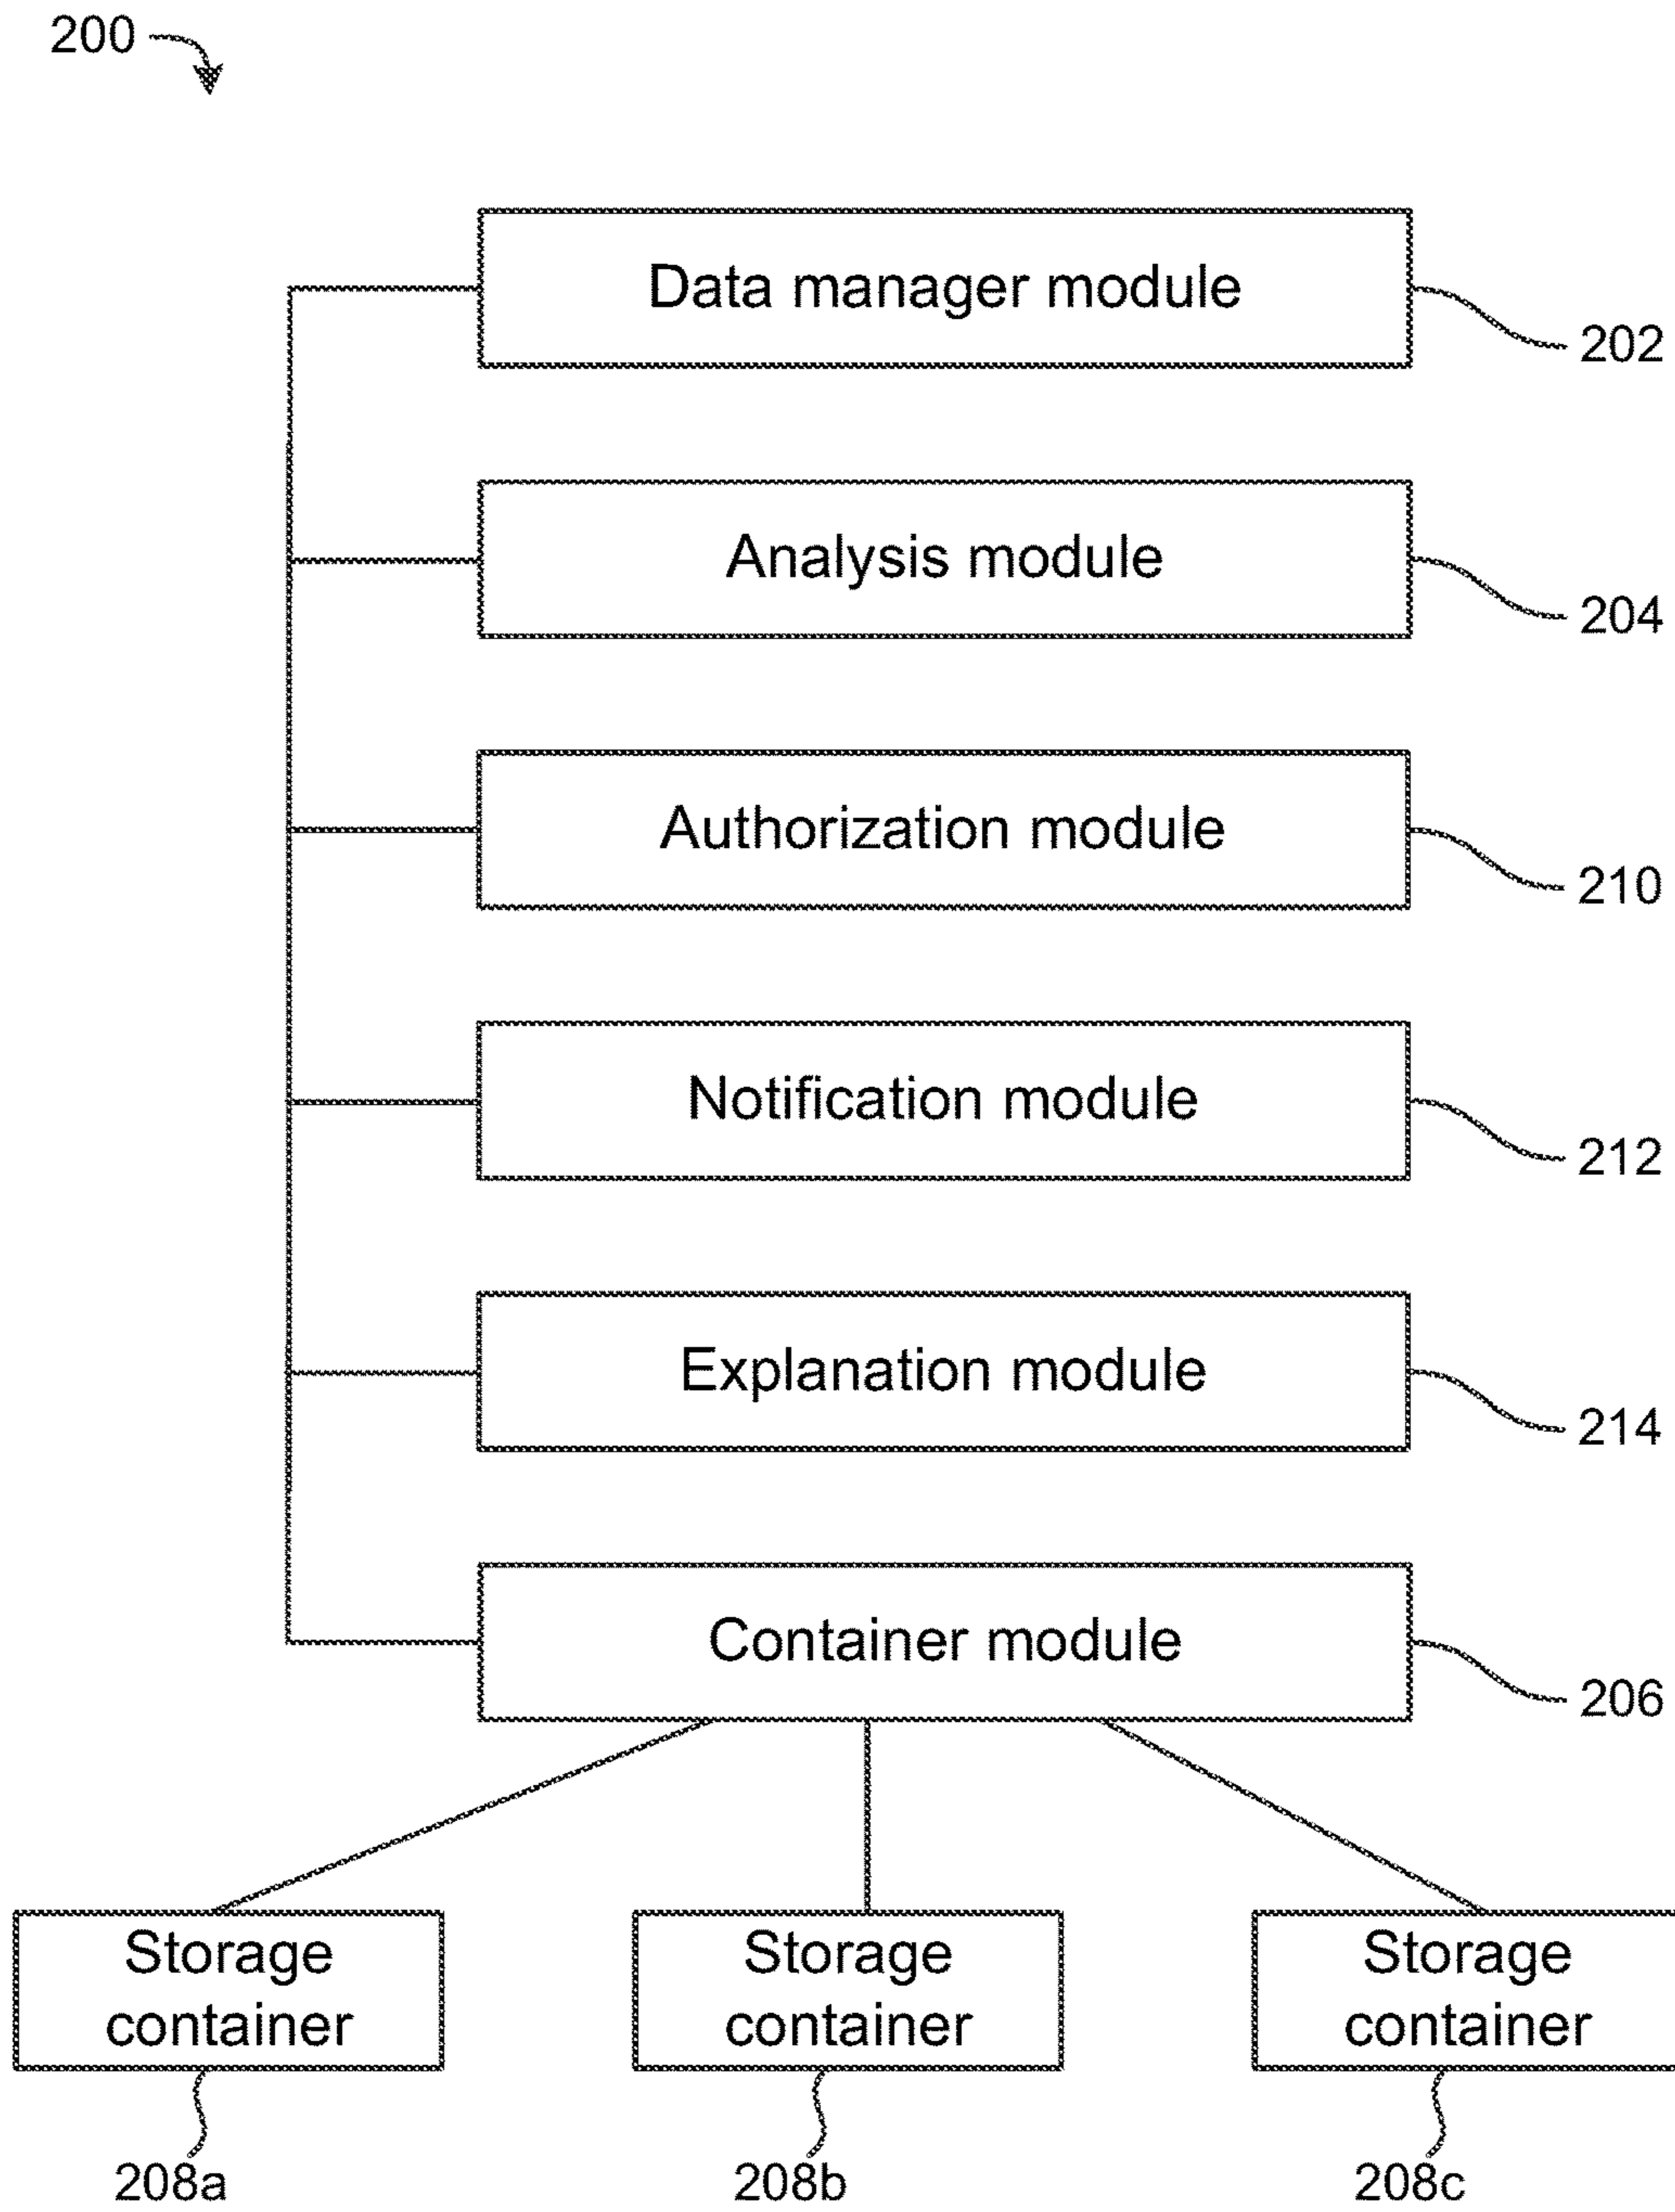 200
Data manager module
202
Analysis module
204
Authorization module
210
Notification module
212
Explanation module
214
Container module
206
Storage
container
Storage
container
Storage
container
208a
208b
208c